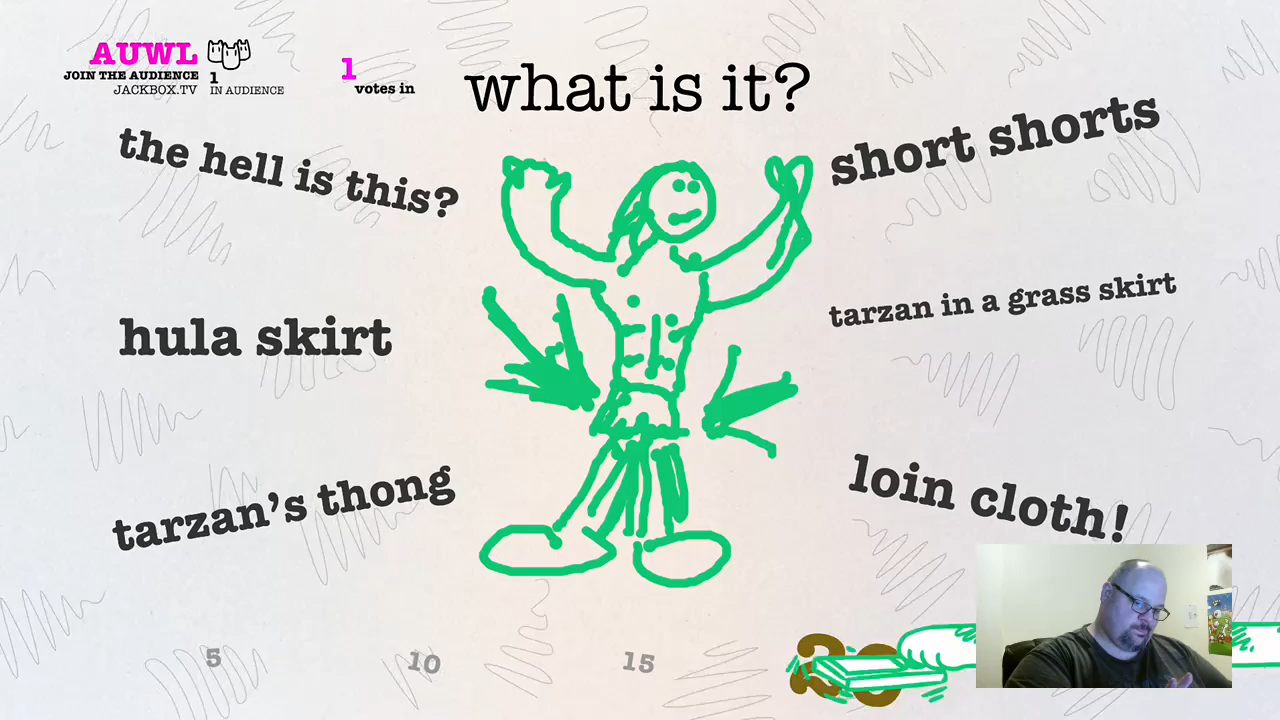 AUWL
JOIN THE AUDIENCE
JACKBOX.TV
1
IN AUDIENCE
1
votes in
what is it?
the hell is this?
short shorts
hula skirt
tarzan in a grass skirt
tarzan's thong
loin cloth!
5
10
15